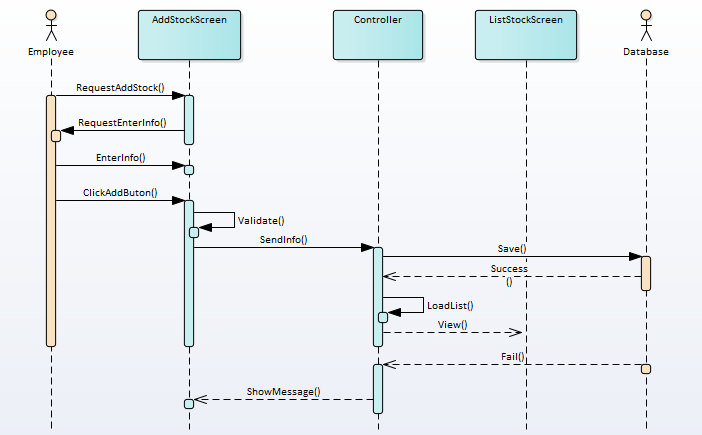 AddStockScreen
Controller
ListStockScreen
Employee
Database
RequestAddStock()
RequestEnterInfo()
EnterInfo()
ClickAddButon()
Validate()
SendInfo()
Save()
Success
()
LoadList()
View()
Fail()
ShowMessage()